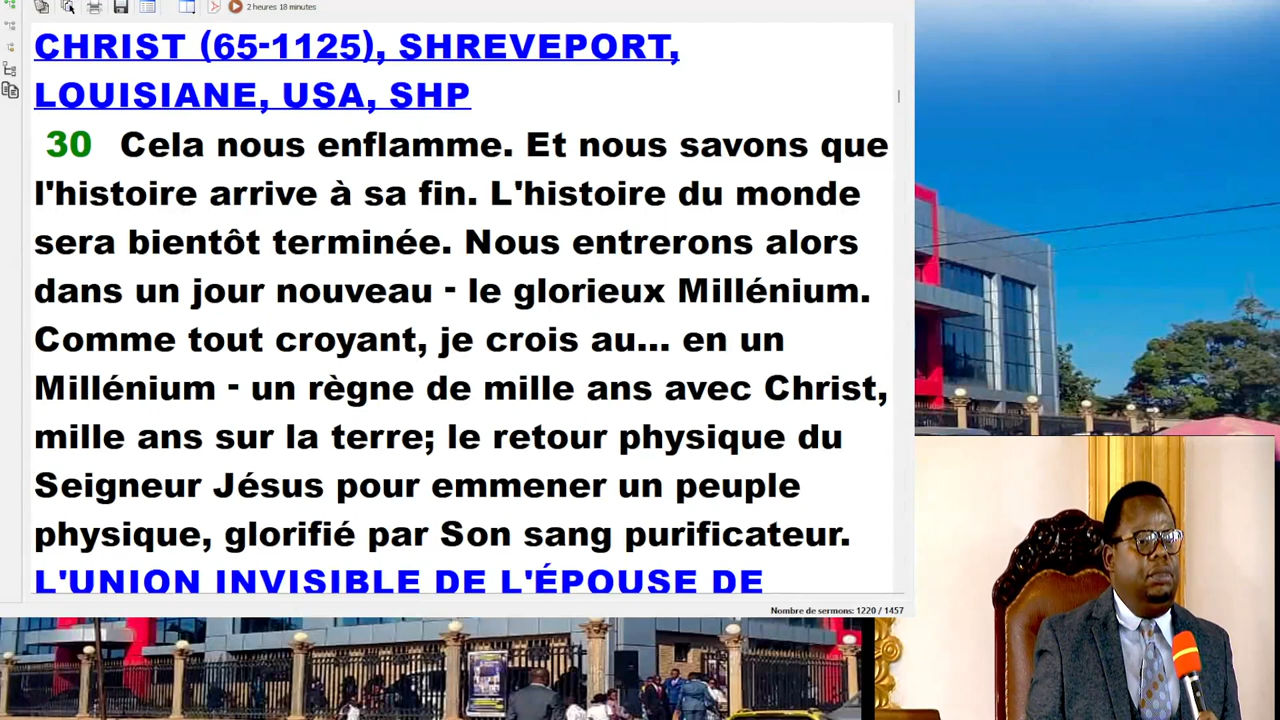 2 heures 18 minutes
CHRIST (65-1125), SHREVEPORT,
LOUISIANE, USA, SHP
30 Cela nous enflamme. Et nous savons que
l'histoire arrive à sa fin. L'histoire du monde
sera bientôt terminée. Nous entrerons alors
dans un jour nouveau - le glorieux Millénium.
Comme tout croyant, je crois au... en un
Millénium - un règne de mille ans avec Christ,
mille ans sur la terre; le retour physique du
Seigneur Jésus pour emmener un peuple
physique, glorifié par Son sang purificateur.
L'UNION INVISIBLE DE L'ÉPOUSE DE
Nombre de sermons: 1220 / 1457